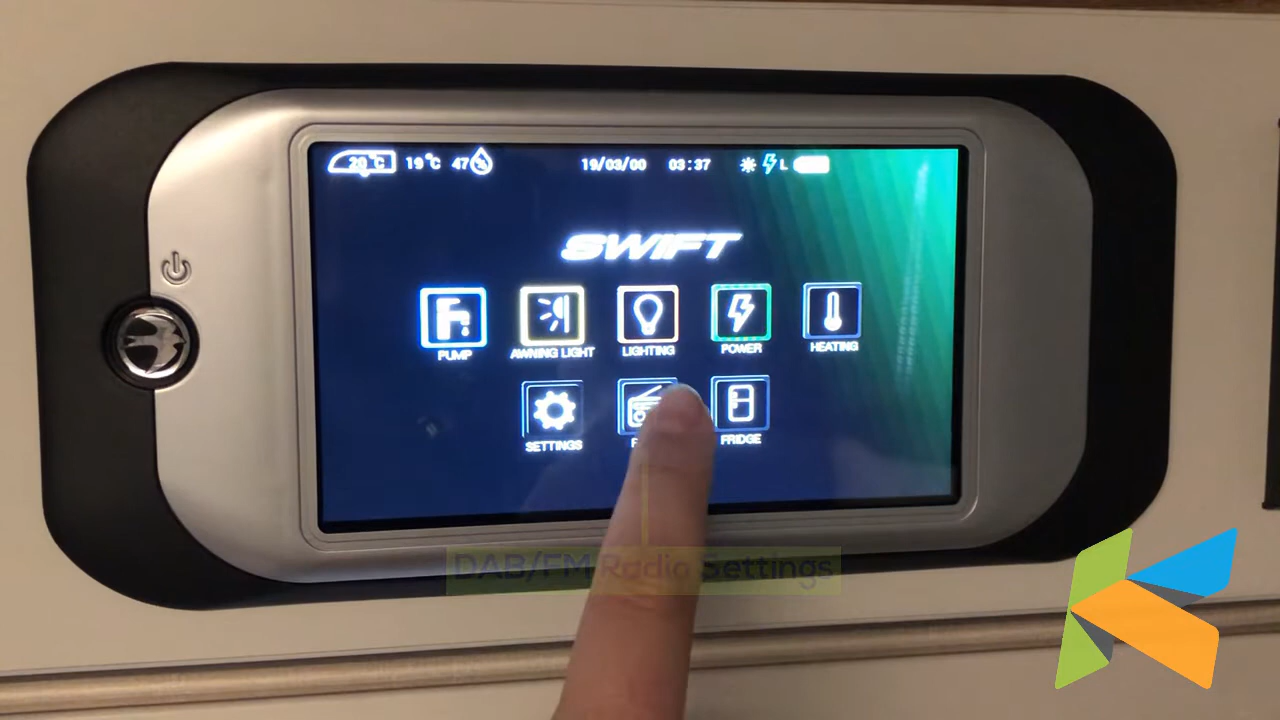 20°C 19°C 47 19/03/00 03:37 L
SWIFT
PUMP AWNING LIGHT LIGHTING POWER HEATING
SETTINGS FRIDGE
DAB/FM Radio Settings